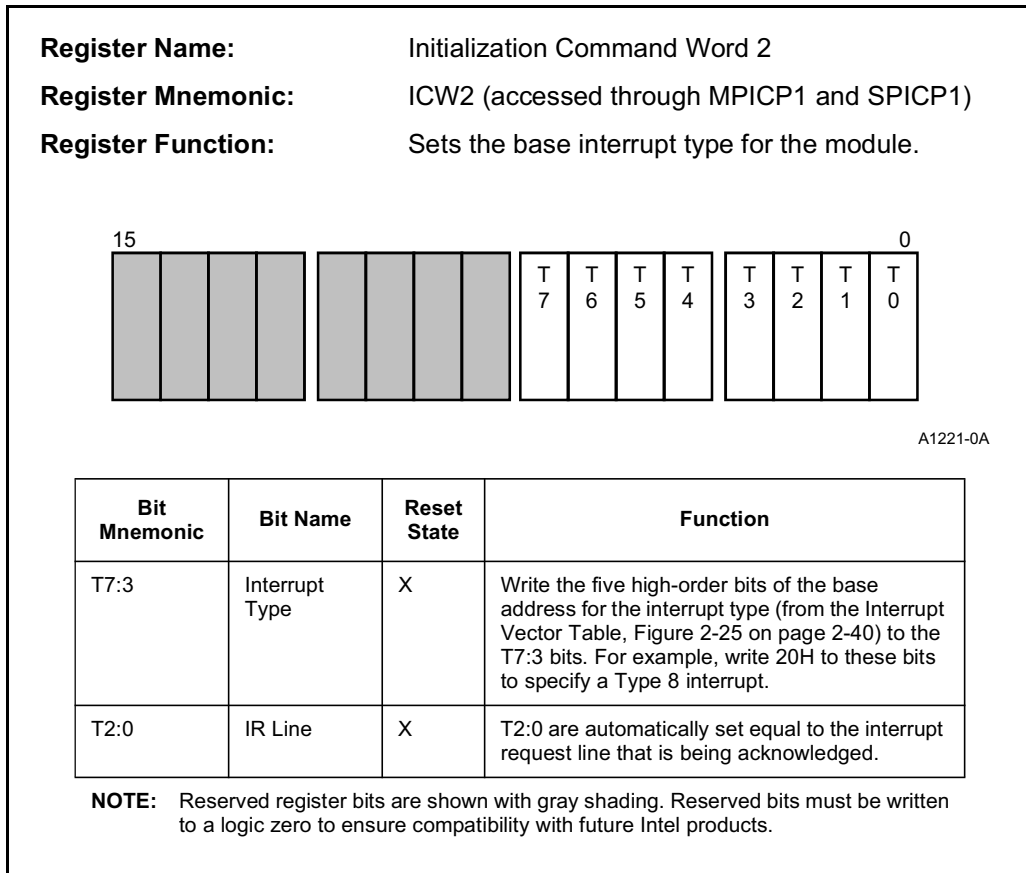 Register Name: Initialization Command Word 2
Register Mnemonic: ICW2 (accessed through MPICP1 and SPICP1)
Register Function: Sets the base interrupt type for the module.
15 0
T T T T T T T T
7 6 5 4 3 2 1 0
A1221-0A
Bit Mnemonic
Bit Name
Reset State
Function
T7:3
Interrupt
Type
X
Write the five high-order bits of the base
address for the interrupt type (from the Interrupt
Vector Table, Figure 2-25 on page 2-40) to the
T7:3 bits. For example, write 20H to these bits
to specify a Type 8 interrupt.
T2:0
IR Line
X
T2:0 are automatically set equal to the interrupt
request line that is being acknowledged.
NOTE: Reserved register bits are shown with gray shading. Reserved bits must be written
to a logic zero to ensure compatibility with future Intel products.